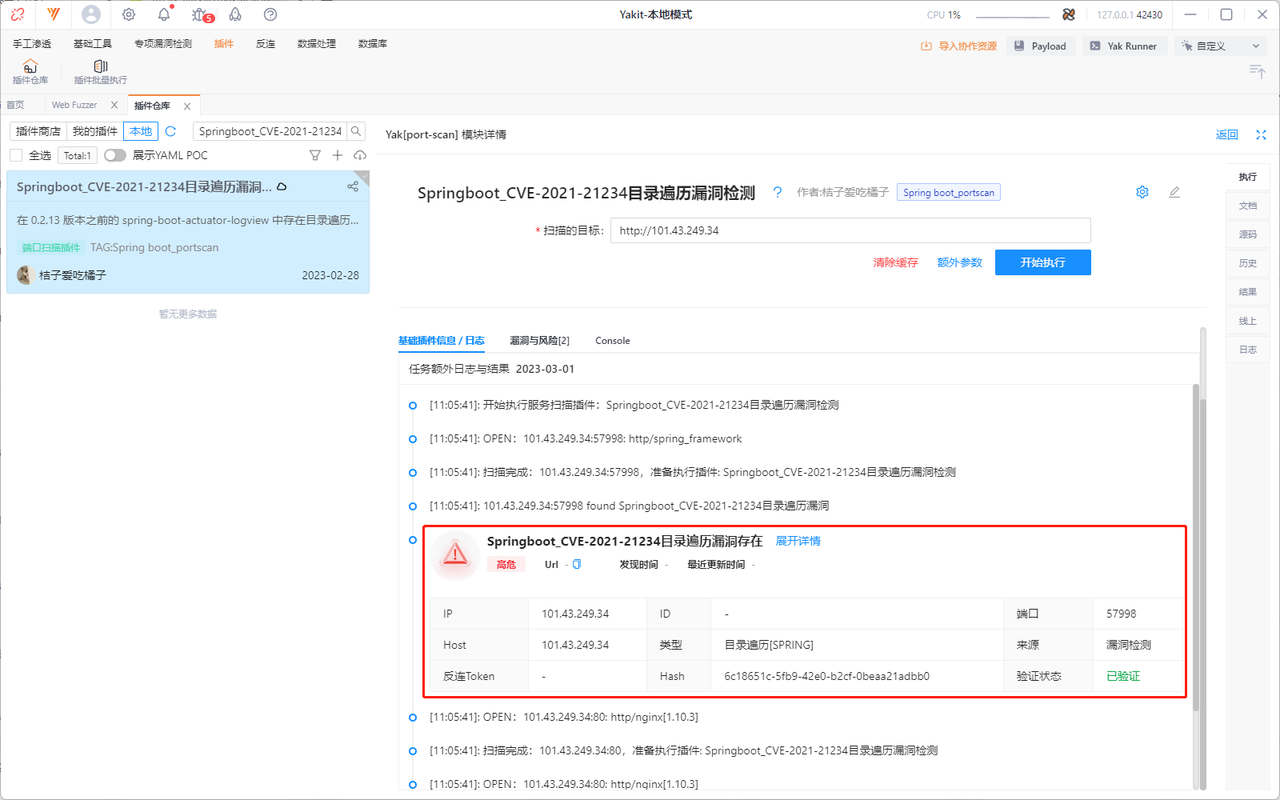 5
Yakit-本地模式
CPU 1%
127.0.0.1 42430
手工渗透 基础工具 专项漏洞检测 插件 反连 数据处理 数据库
导入协作资源 Payload Yak Runner 自定义
插件仓库 插件批量执行
首页 Web Fuzzer 插件仓库
插件商店 我的插件 本地 Springboot_CVE-2021-21234
全选 Total:1 展示YAML POC
Springboot_CVE-2021-21234目录遍历漏洞...
在 0.2.13 版本之前的 spring-boot-actuator-logview 中存在目录遍历...
端口扫描插件 TAG:Spring boot_portscan
桔子爱吃橘子 2023-02-28
暂无更多数据
Yak[port-scan] 模块详情
返回
Springboot_CVE-2021-21234目录遍历漏洞检测 ? 作者:桔子爱吃橘子 Spring boot_portscan
* 扫描的目标: http://101.43.249.34
清除缓存 额外参数 开始执行
执行
文档
源码
历史
结果
线上
日志
基础插件信息 / 日志 漏洞与风险[2] Console
任务额外日志与结果 2023-03-01
[11:05:41]: 开始执行服务扫描插件：Springboot_CVE-2021-21234目录遍历漏洞检测
[11:05:41]: OPEN：101.43.249.34:57998: http/spring_framework
[11:05:41]: 扫描完成：101.43.249.34:57998，准备执行插件: Springboot_CVE-2021-21234目录遍历漏洞检测
[11:05:41]: 101.43.249.34:57998 found Springboot_CVE-2021-21234目录遍历漏洞
Springboot_CVE-2021-21234目录遍历漏洞存在 展开详情
高危 Url - 发现时间 - 最近更新时间 -
IP 101.43.249.34 ID - 端口 57998
Host 101.43.249.34 类型 目录遍历[SPRING] 来源 漏洞检测
反连Token - Hash 6c18651c-5fb9-42e0-b2cf-0beaa21adbb0 验证状态 已验证
[11:05:41]: OPEN：101.43.249.34:80: http/nginx[1.10.3]
[11:05:41]: 扫描完成：101.43.249.34:80，准备执行插件: Springboot_CVE-2021-21234目录遍历漏洞检测
[11:05:41]: OPEN：101.43.249.34:80: http/nginx[1.10.3]